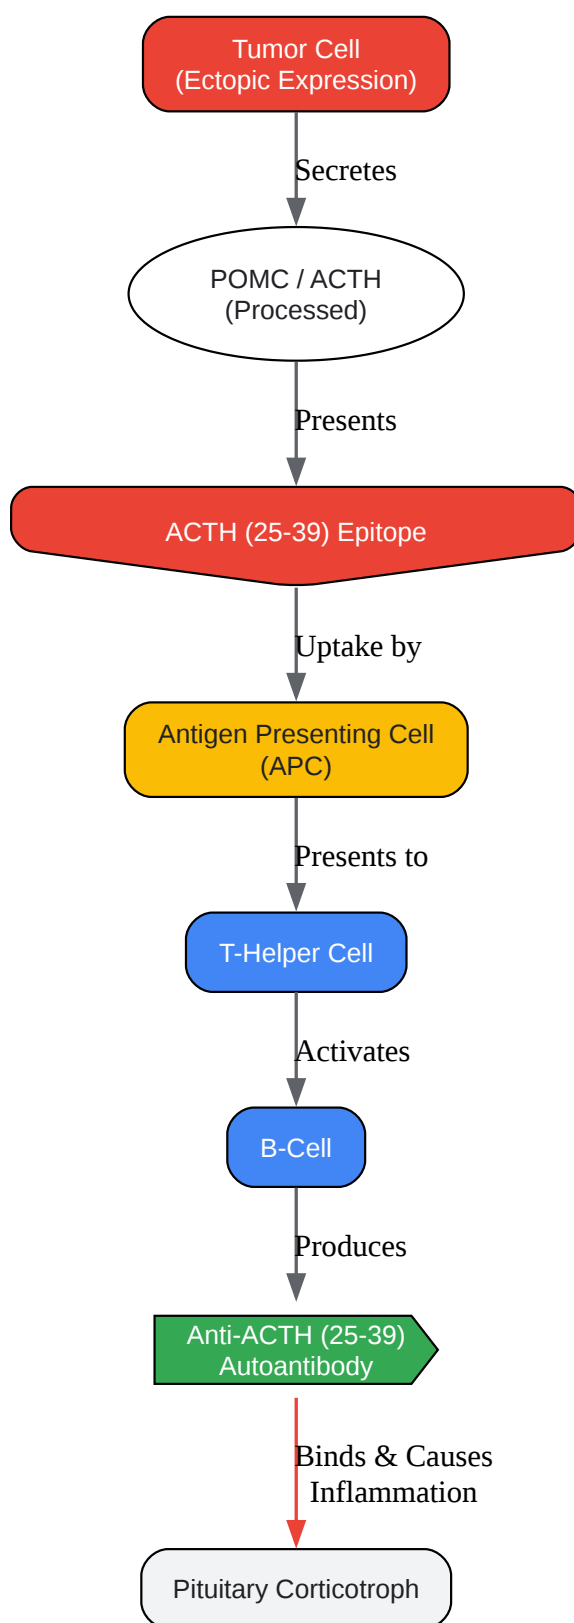 Tumor Cell
(Ectopic Expression)
Secretes
POMC / ACTH
(Processed)
Presents
ACTH (25-39) Epitope
Uptake by
Antigen Presenting Cell
(APC)
Presents to
T-Helper Cell
Activates
B-Cell
Produces
Anti-ACTH (25-39)
Autoantibody
Binds & Causes
Inflammation
Pituitary Corticotroph